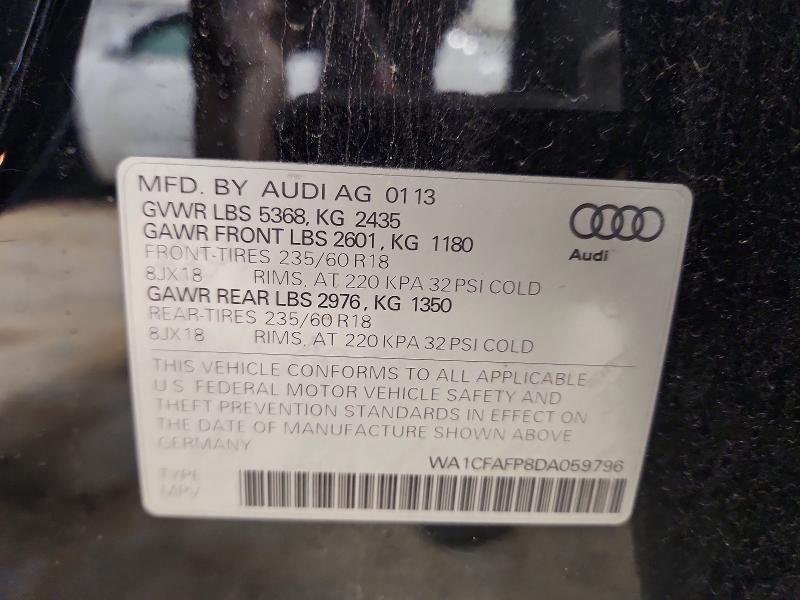 MFD. BY AUDI AG 01 13
GVWR LBS 5368, KG 2435
GAWR FRONT LBS 2601, KG 1180
FRONT-TIRES 235/60 R18
8JX18 RIMS, AT 220 KPA 32 PSI COLD
GAWR REAR LBS 2976, KG 1350
REAR-TIRES 235/60 R18
8JX18 RIMS, AT 220 KPA 32 PSI COLD
Audi
THIS VEHICLE CONFORMS TO ALL APPLICABLE
U.S. FEDERAL MOTOR VEHICLE SAFETY AND
THEFT PREVENTION STANDARDS IN EFFECT ON
THE DATE OF MANUFACTURE SHOWN ABOVE
GERMANY
WA1CFAFP8DA059796
TYPE
MPV